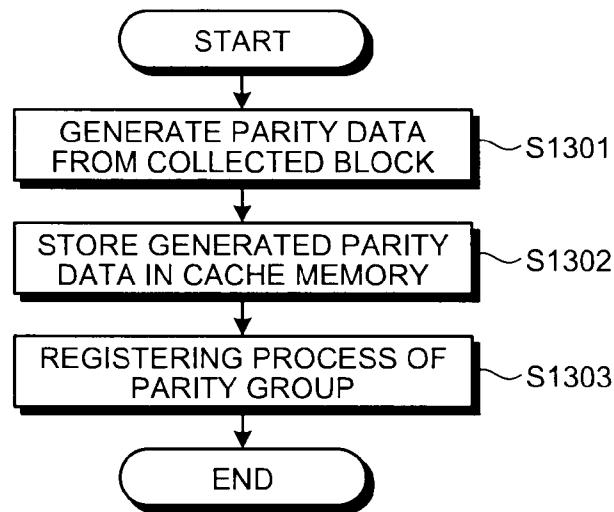 START
GENERATE PARITY DATA
FROM COLLECTED BLOCK
S1301
STORE GENERATED PARITY
DATA IN CACHE MEMORY
S1302
REGISTERING PROCESS OF
PARITY GROUP
S1303
END